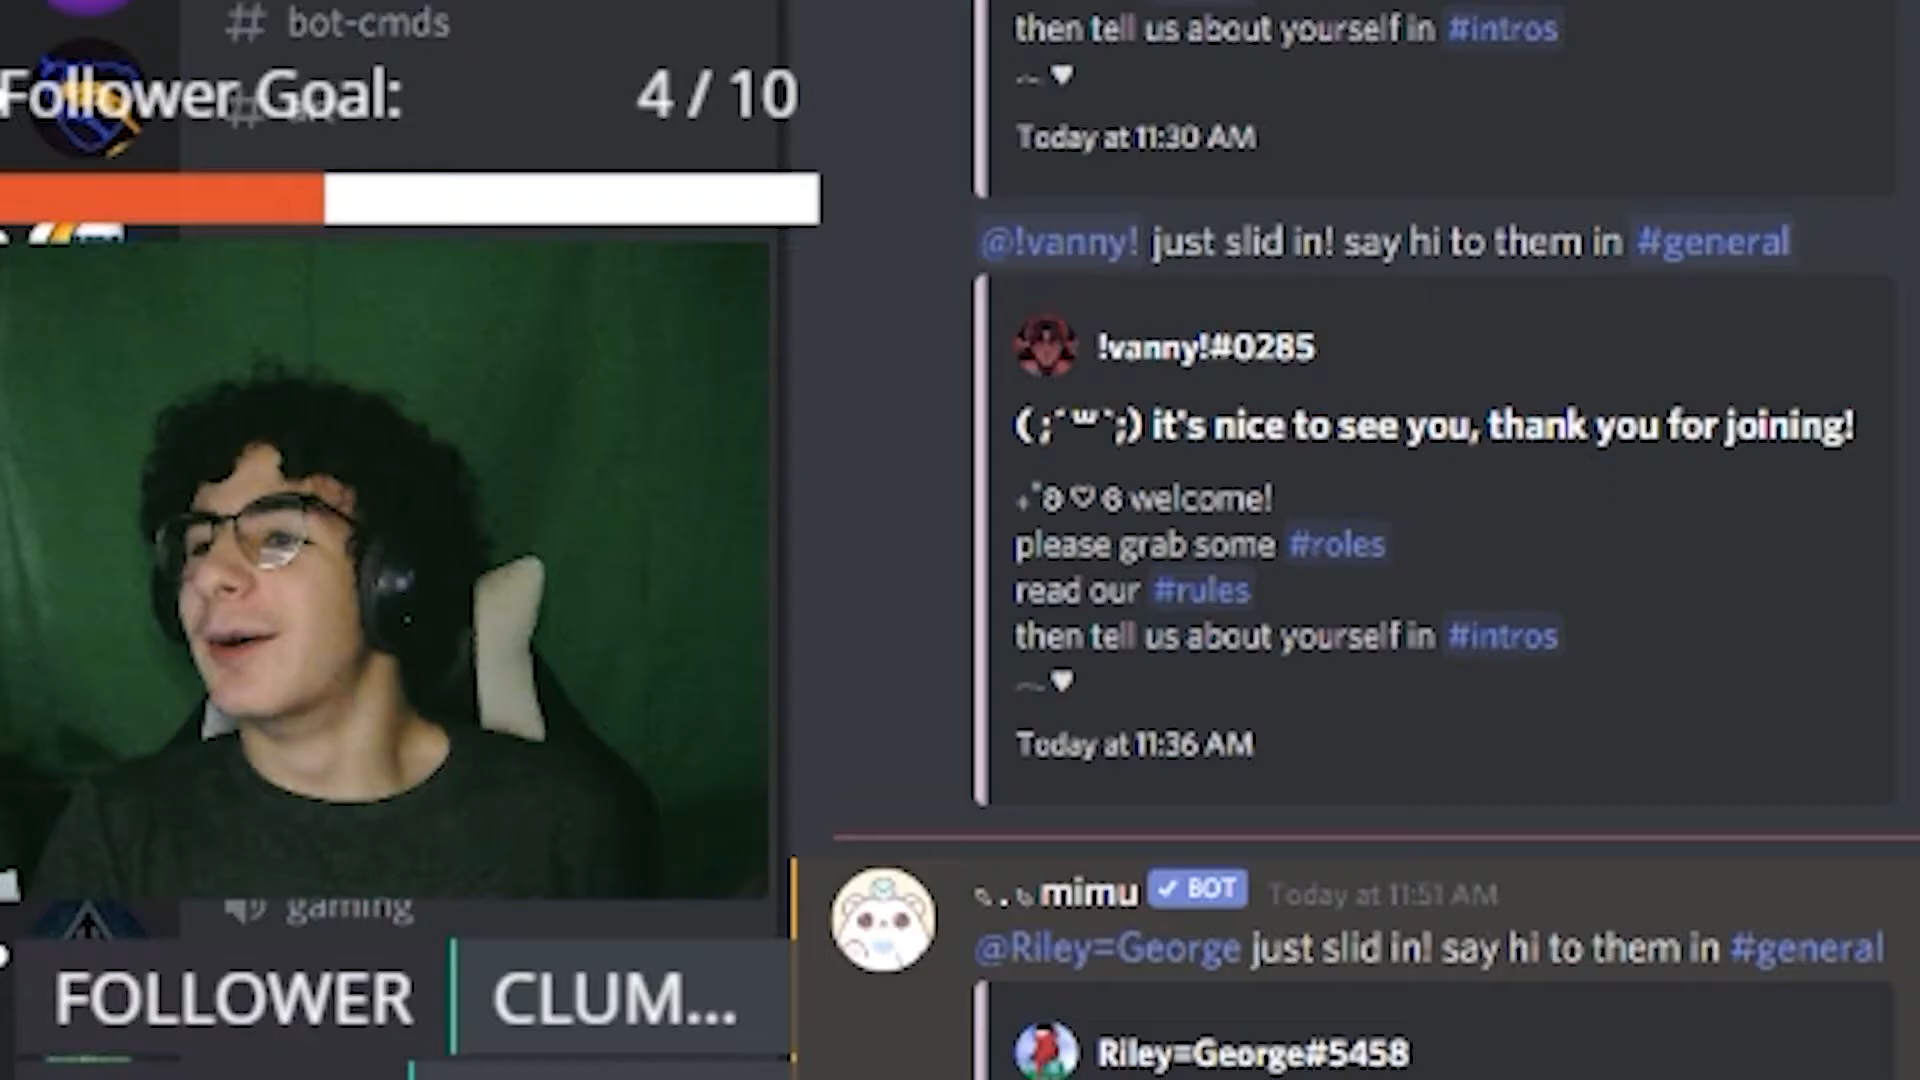 # bot-cmds
Follower Goal: 4 / 10
gaming
FOLLOWER
CLUM...
then tell us about yourself in #intros
Today at 11:30 AM
@!vanny! just slid in! say hi to them in #general
!vanny!#0285
(;´꒳`;) it's nice to see you, thank you for joining!
₊˚ʚ ♡ ɞ welcome!
please grab some #roles
read our #rules
then tell us about yourself in #intros
Today at 11:36 AM
mimu ✓ BOT Today at 11:51 AM
@Riley=George just slid in! say hi to them in #general
Riley=George#5458